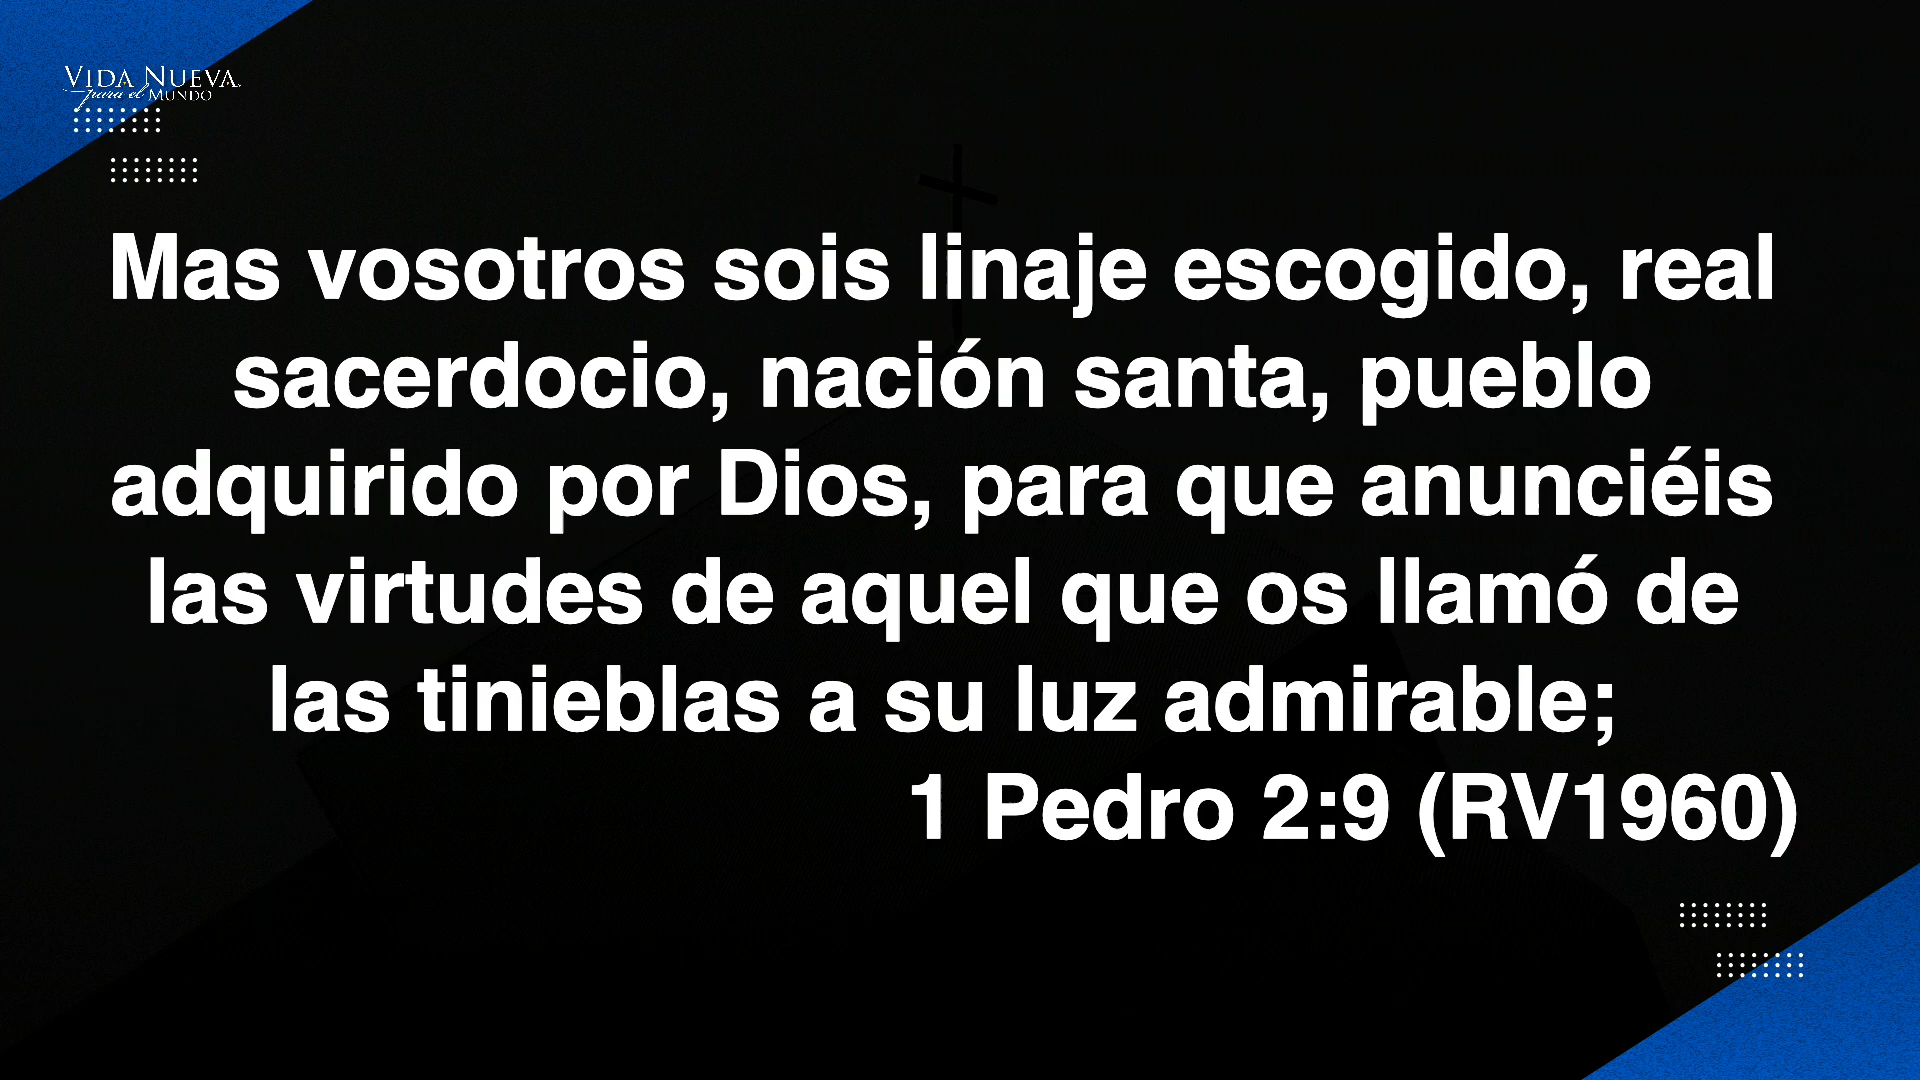 VIDA NUEVA
para el MUNDO
Mas vosotros sois linaje escogido, real
sacerdocio, nación santa, pueblo
adquirido por Dios, para que anunciéis
las virtudes de aquel que os llamó de
las tinieblas a su luz admirable;
1 Pedro 2:9 (RV1960)